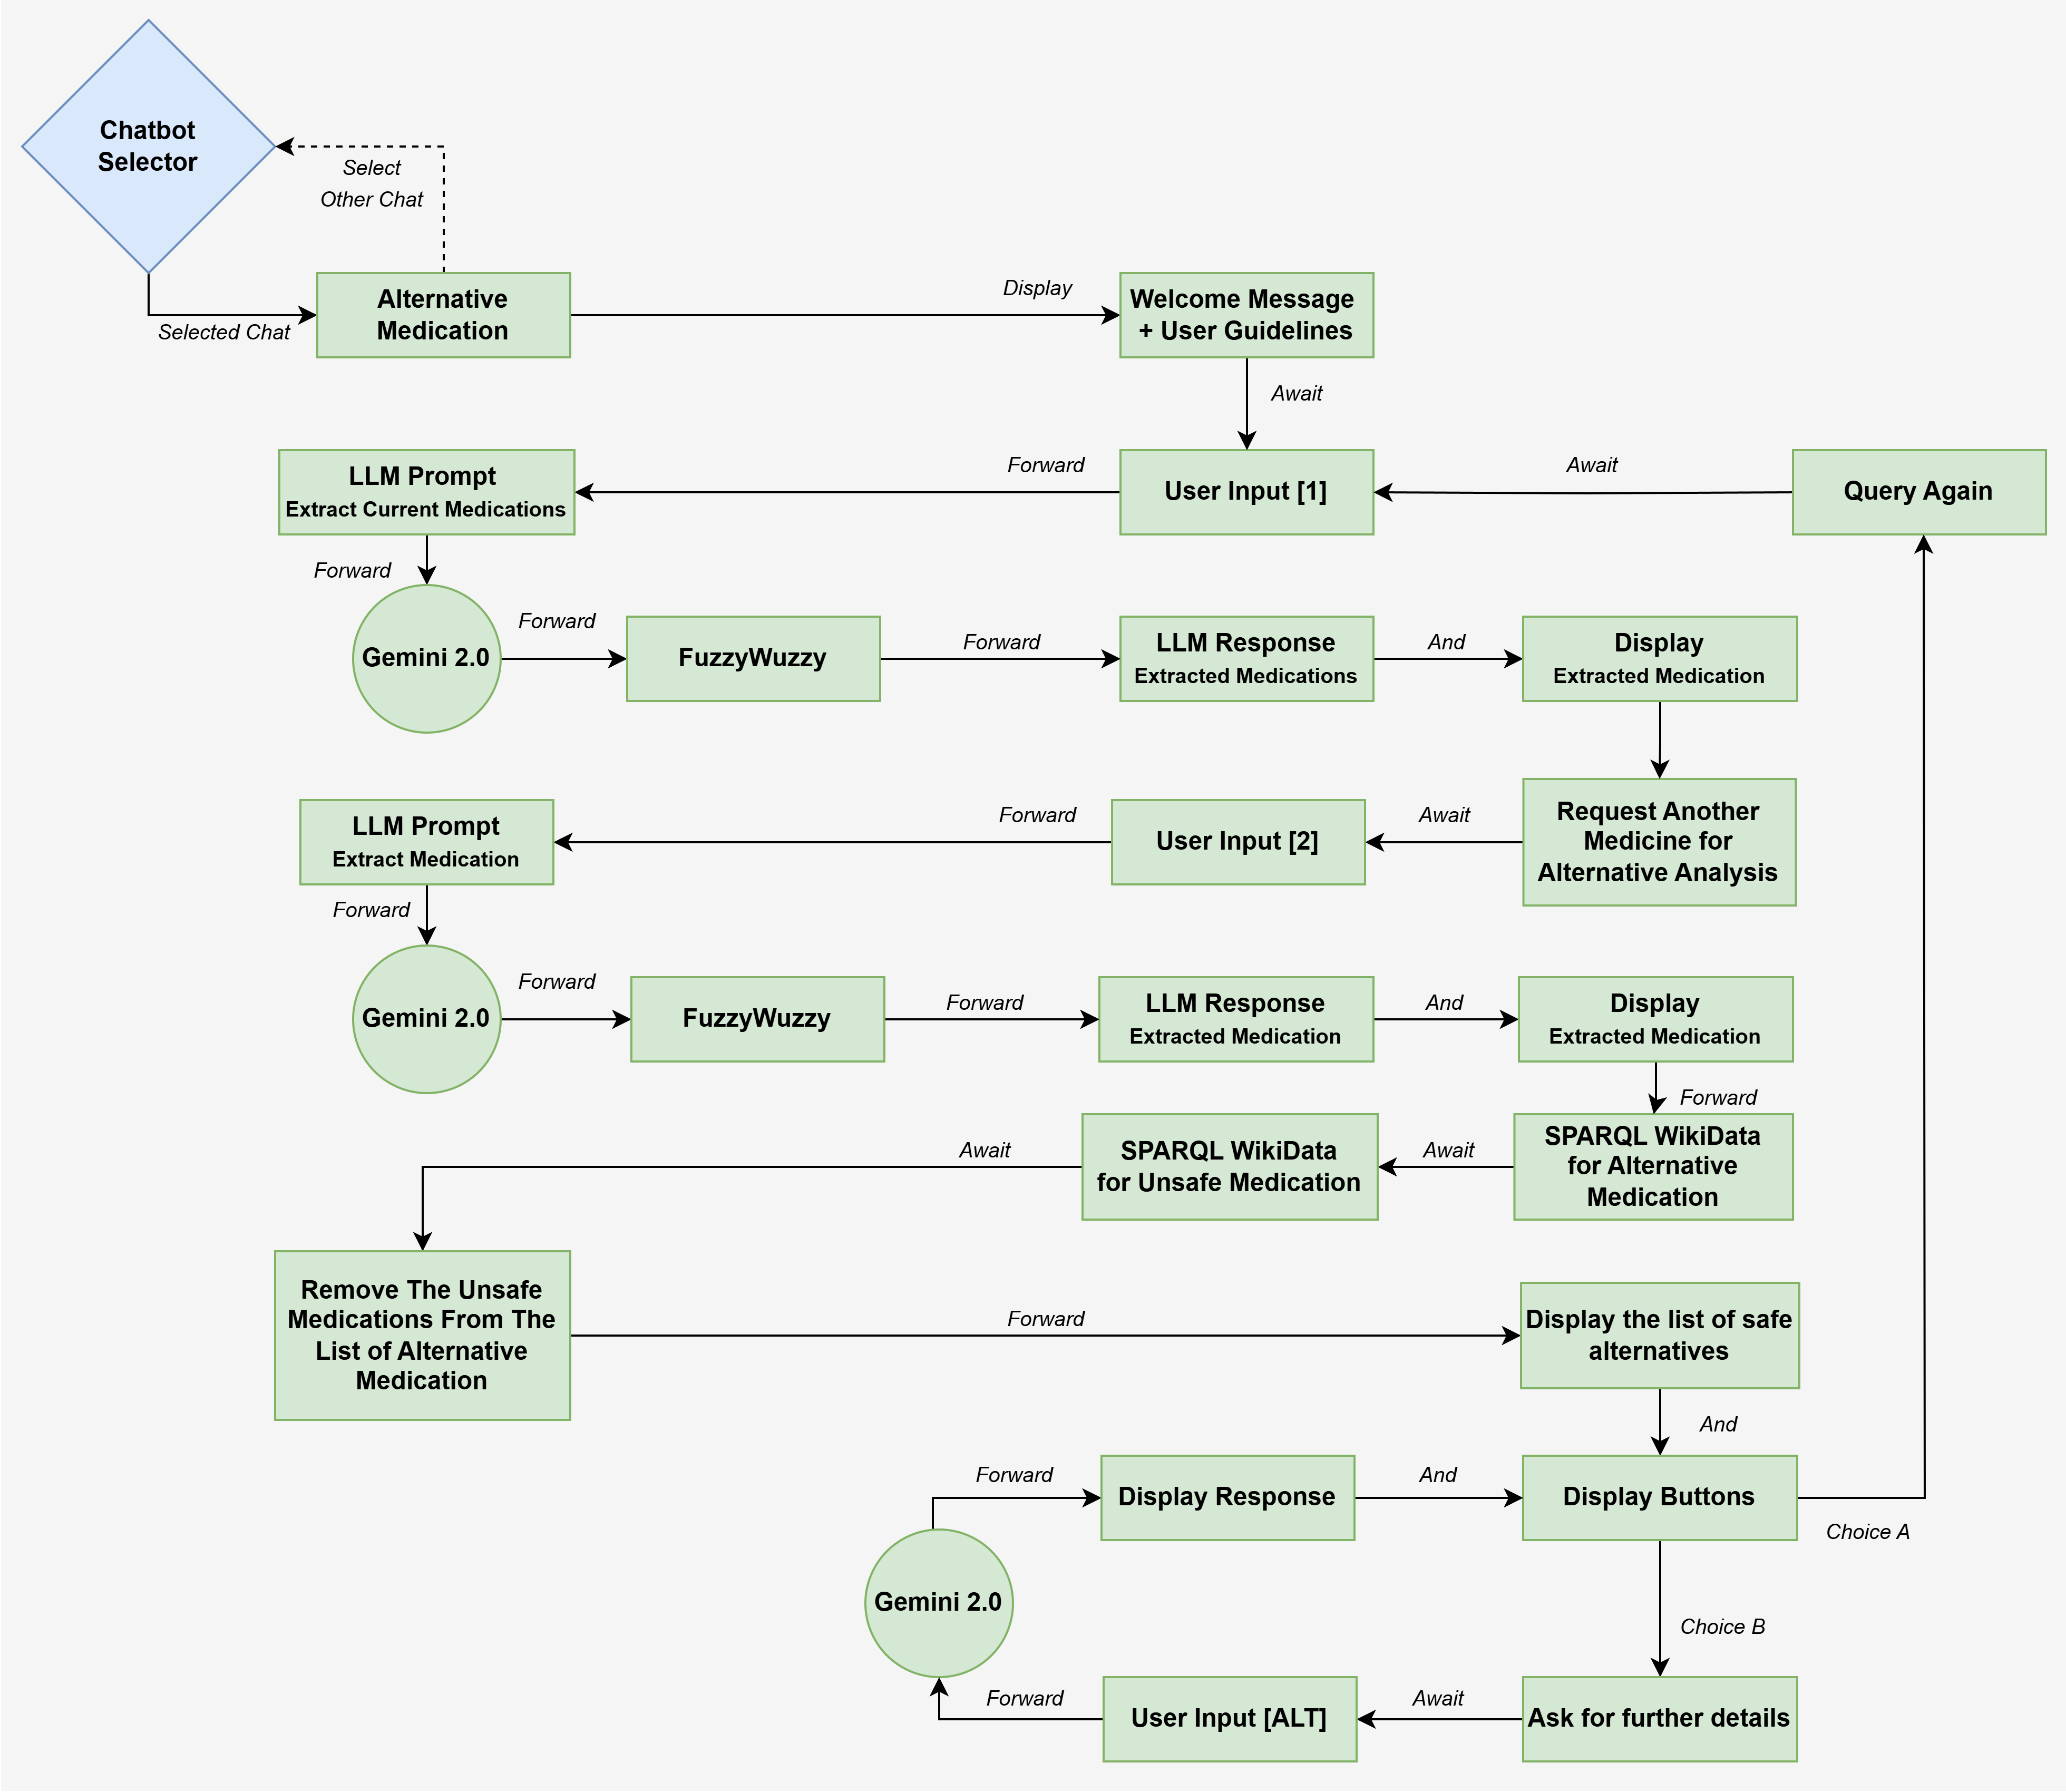 Chatbot
Selector
Select
Other Chat
Selected Chat
Alternative
Medication
Display
Welcome Message
+ User Guidelines
Await
LLM Prompt
Extract Current Medications
Forward
User Input [1]
Await
Query Again
Forward
Gemini 2.0
Forward
FuzzyWuzzy
Forward
LLM Response
Extracted Medications
And
Display
Extracted Medication
LLM Prompt
Extract Medication
Forward
User Input [2]
Await
Request Another
Medicine for
Alternative Analysis
Forward
Gemini 2.0
Forward
FuzzyWuzzy
Forward
LLM Response
Extracted Medication
And
Display
Extracted Medication
Forward
Await
SPARQL WikiData
for Unsafe Medication
Await
SPARQL WikiData
for Alternative
Medication
Remove The Unsafe
Medications From The
List of Alternative
Medication
Forward
Display the list of safe
alternatives
And
Forward
Display Response
And
Display Buttons
Choice A
Gemini 2.0
Choice B
Forward
User Input [ALT]
Await
Ask for further details